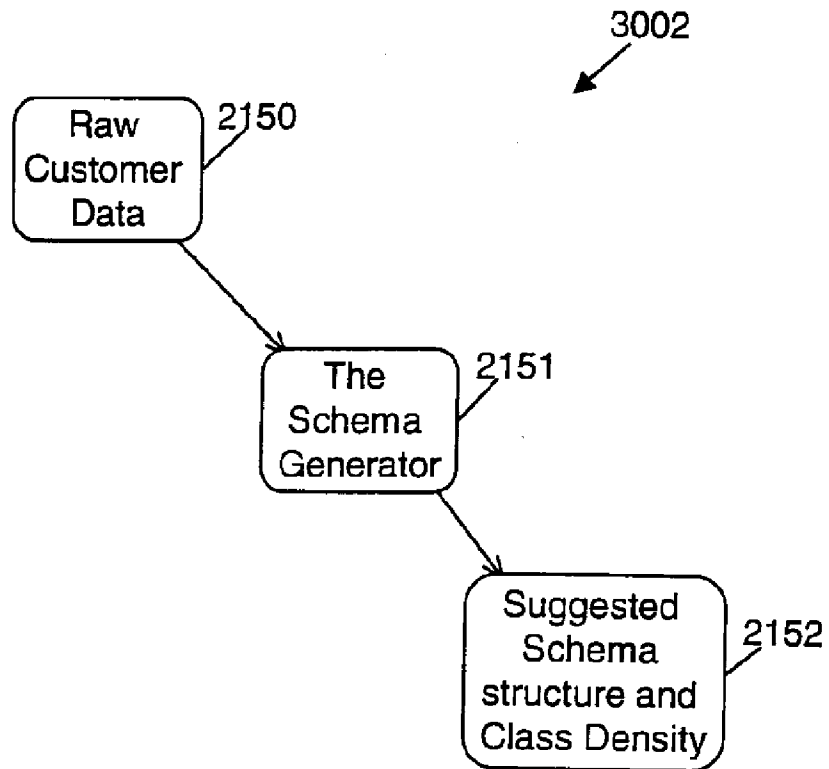 3002
2150
Raw
Customer
Data
2151
The
Schema
Generator
2152
Suggested
Schema
structure and
Class Density